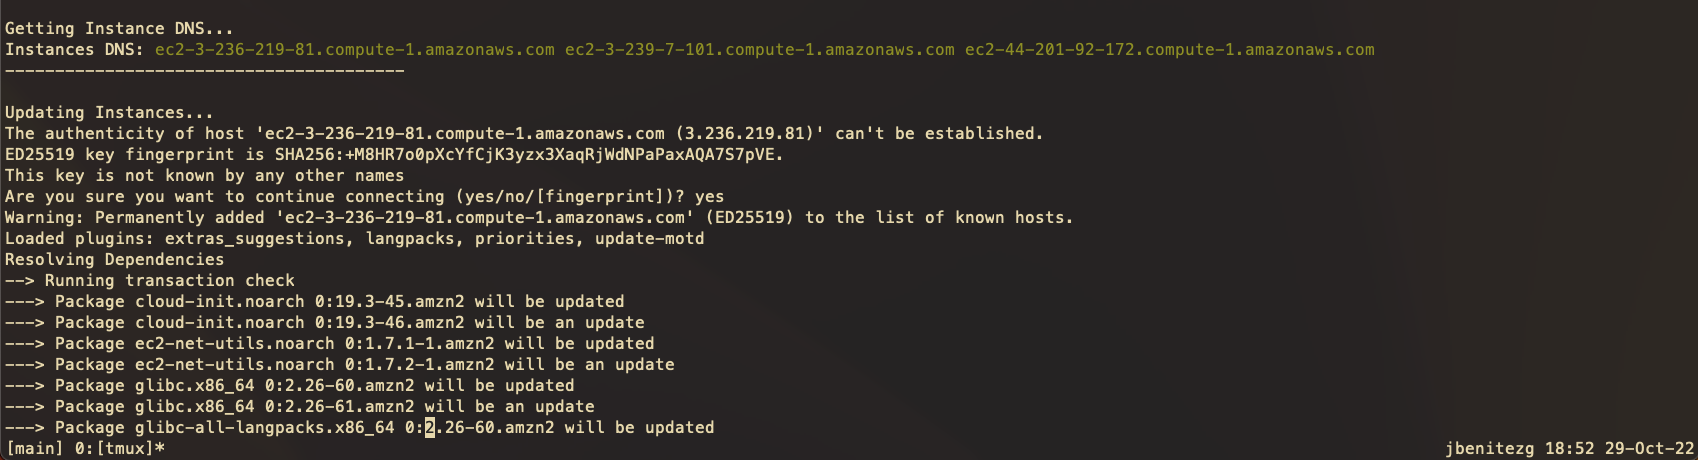 Getting Instance DNS...
Instances DNS: ec2-3-236-219-81.compute-1.amazonaws.com ec2-3-239-7-101.compute-1.amazonaws.com ec2-44-201-92-172.compute-1.amazonaws.com
----------------------------------------
Updating Instances...
The authenticity of host 'ec2-3-236-219-81.compute-1.amazonaws.com (3.236.219.81)' can't be established.
ED25519 key fingerprint is SHA256:+M8HR7o0pXcYfCjK3yzx3XaqRjWdNPaPaxAQA7S7pVE.
This key is not known by any other names
Are you sure you want to continue connecting (yes/no/[fingerprint])? yes
Warning: Permanently added 'ec2-3-236-219-81.compute-1.amazonaws.com' (ED25519) to the list of known hosts.
Loaded plugins: extras_suggestions, langpacks, priorities, update-motd
Resolving Dependencies
--> Running transaction check
---> Package cloud-init.noarch 0:19.3-45.amzn2 will be updated
---> Package cloud-init.noarch 0:19.3-46.amzn2 will be an update
---> Package ec2-net-utils.noarch 0:1.7.1-1.amzn2 will be updated
---> Package ec2-net-utils.noarch 0:1.7.2-1.amzn2 will be an update
---> Package glibc.x86_64 0:2.26-60.amzn2 will be updated
---> Package glibc.x86_64 0:2.26-61.amzn2 will be an update
---> Package glibc-all-langpacks.x86_64 0:2.26-60.amzn2 will be updated
[main] 0:[tmux]* jbenitezg 18:52 29-Oct-22